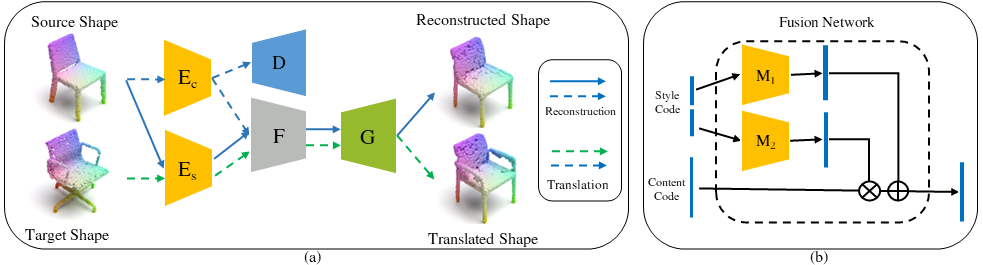 Source Shape
Target Shape
E_c
E_s
D
F
G
Reconstructed Shape
Translated Shape
Reconstruction
Translation
(a)
Fusion Network
Style
Code
Content
Code
M_1
M_2
(b)